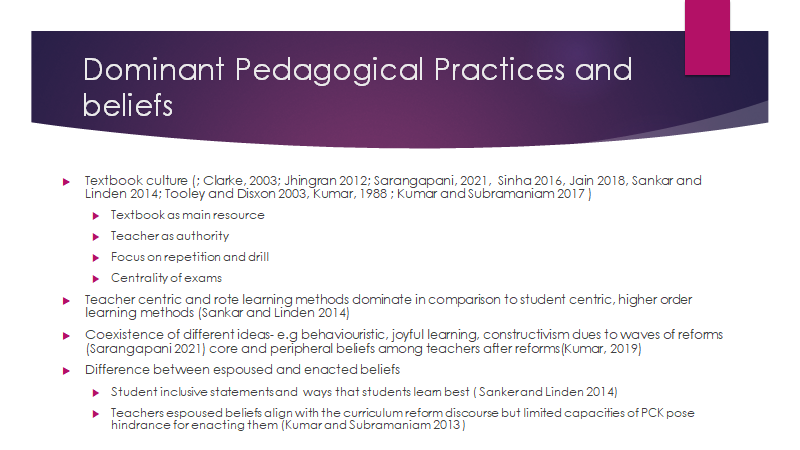 Dominant Pedagogical Practices and
beliefs
Textbook culture (; Clarke, 2003; Jhingran 2012; Sarangapani, 2021, Sinha 2016, Jain 2018, Sankar and
Linden 2014; Tooley and Disxon 2003, Kumar, 1988 ; Kumar and Subramaniam 2017 )
Textbook as main resource
Teacher as authority
Focus on repetition and drill
Centrality of exams
Teacher centric and rote learning methods dominate in comparison to student centric, higher order
learning methods (Sankar and Linden 2014)
Coexistence of different ideas- e.g behaviouristic, joyful learning, constructivism dues to waves of reforms
(Sarangapani 2021) core and peripheral beliefs among teachers after reforms(Kumar, 2019)
Difference between espoused and enacted beliefs
Student inclusive statements and ways that students learn best ( Sanker and Linden 2014)
Teachers espoused beliefs align with the curriculum reform discourse but limited capacities of PCK pose
hindrance for enacting them (Kumar and Subramaniam 2013)